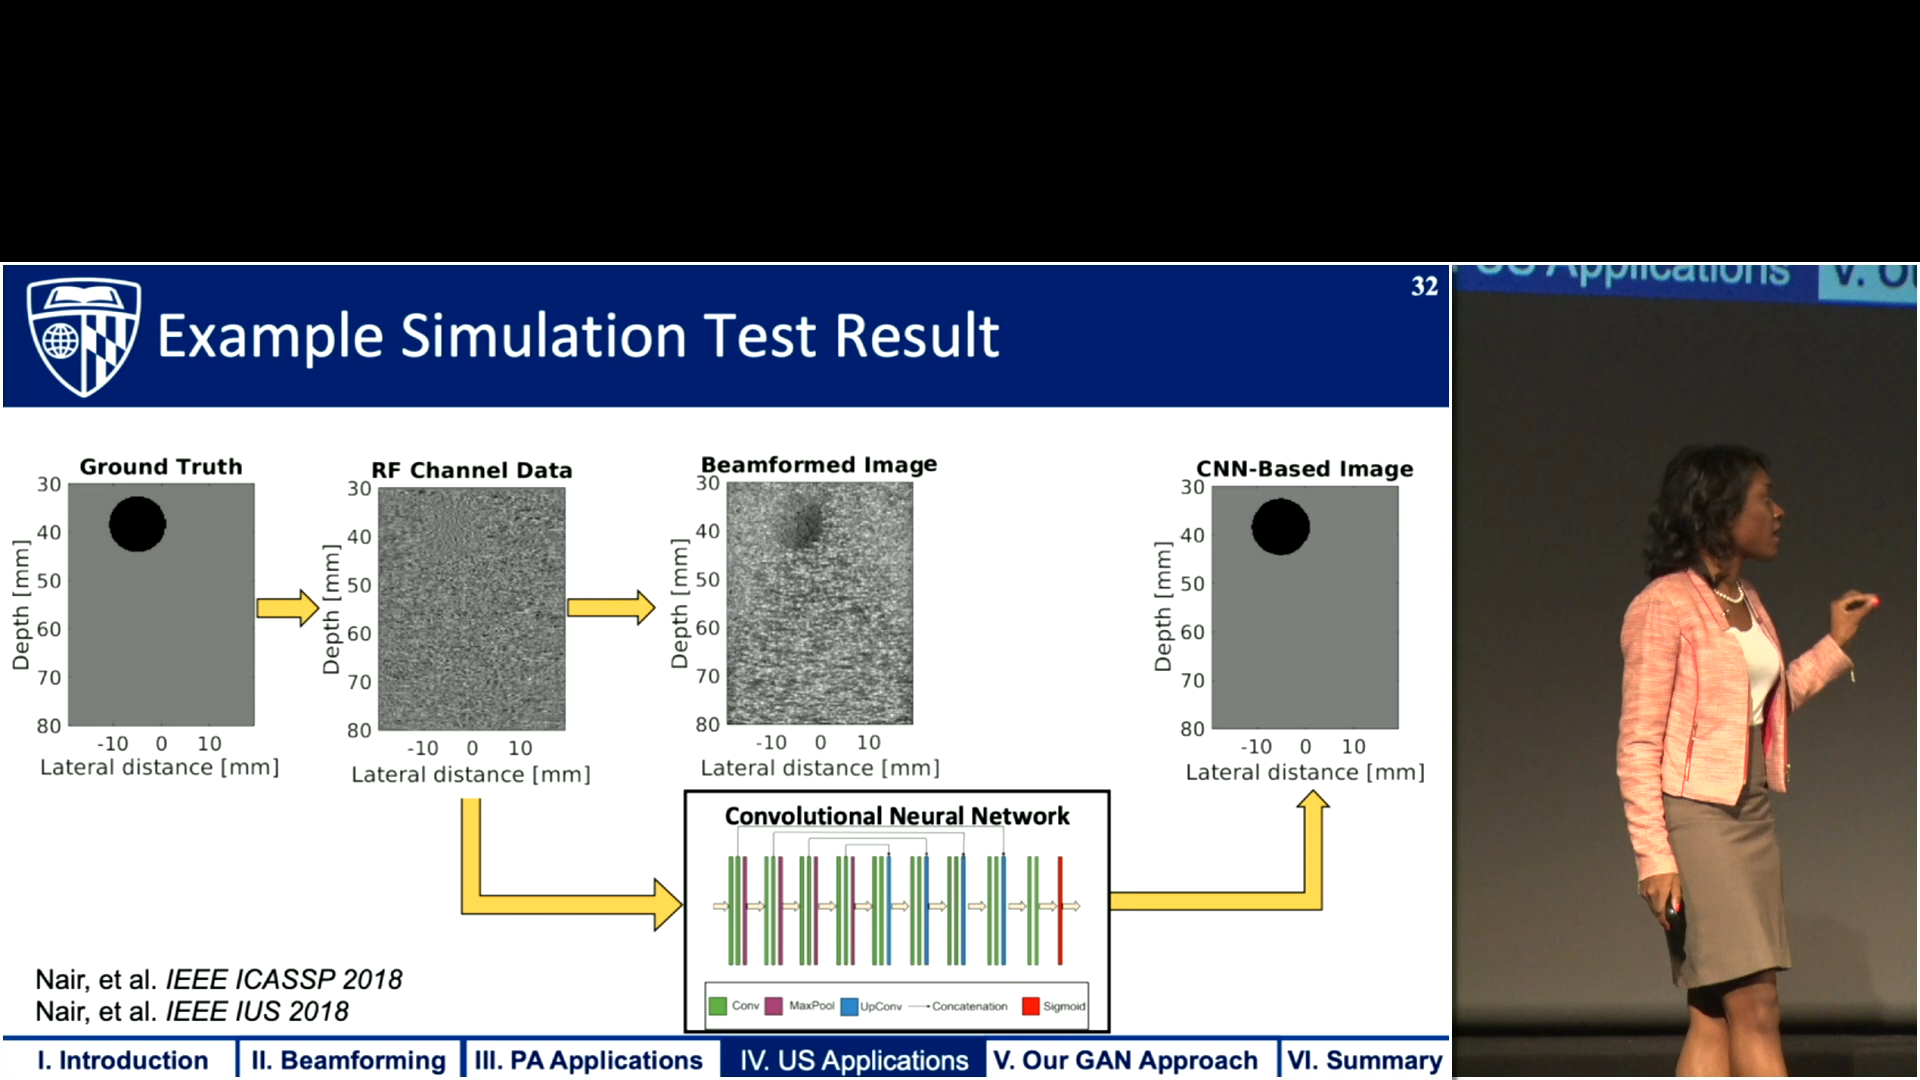 32
Example Simulation Test Result
US Applications
V. Ou
Ground Truth
30
40
50
60
70
80
Depth [mm]
-10 0 10
Lateral distance [mm]
RF Channel Data
30
40
50
60
70
80
Depth [mm]
-10 0 10
Lateral distance [mm]
Beamformed Image
30
40
50
60
70
80
Depth [mm]
-10 0 10
Lateral distance [mm]
CNN-Based Image
30
40
50
60
70
80
Depth [mm]
-10 0 10
Lateral distance [mm]
Convolutional Neural Network
Conv MaxPool UpConv Concatenation Sigmoid
Nair, et al. IEEE ICASSP 2018
Nair, et al. IEEE IUS 2018
I. Introduction II. Beamforming III. PA Applications IV. US Applications V. Our GAN Approach VI. Summary